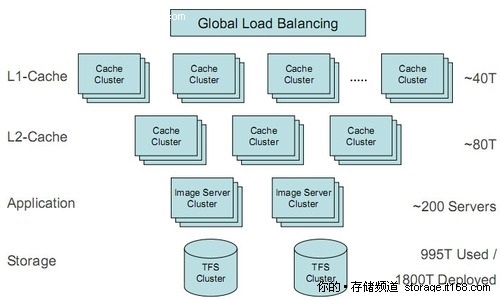 Global Load Balancing
L1-Cache
Cache
Cluster
Cache
Cluster
Cache
Cluster
.....
Cache
Cluster
~40T
L2-Cache
Cache
Cluster
Cache
Cluster
Cache
Cluster
~80T
Application
Image Server
Cluster
Image Server
Cluster
~200 Servers
Storage
TFS
Cluster
TFS
Cluster
995T Used /
1800T Deployed
你的·存储频道 storage.it168.com